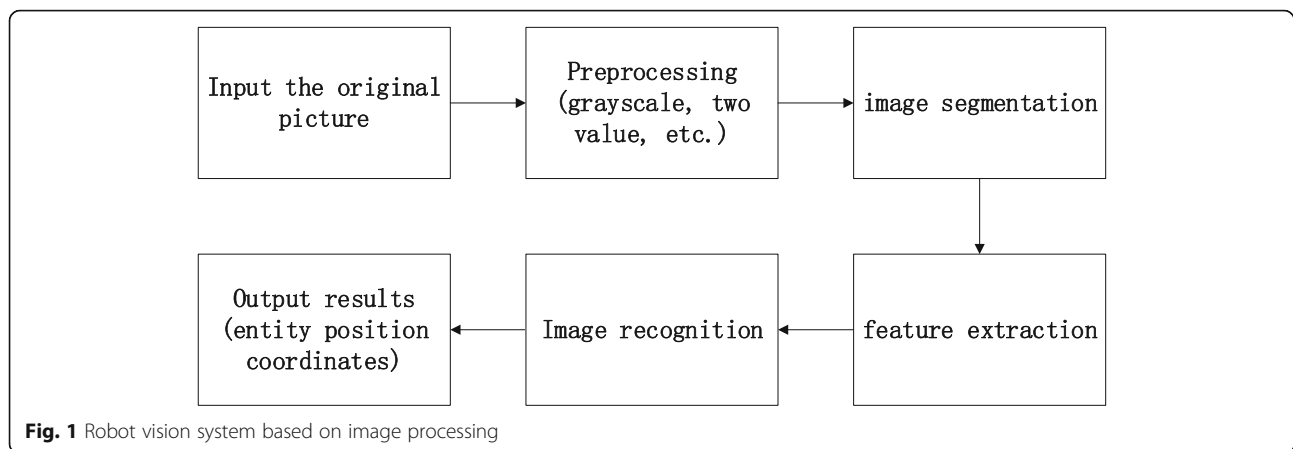 Input the original
picture
Preprocessing
(grayscale, two
value, etc.)
image segmentation
feature extraction
Image recognition
Output results
(entity position
coordinates)
Fig. 1 Robot vision system based on image processing